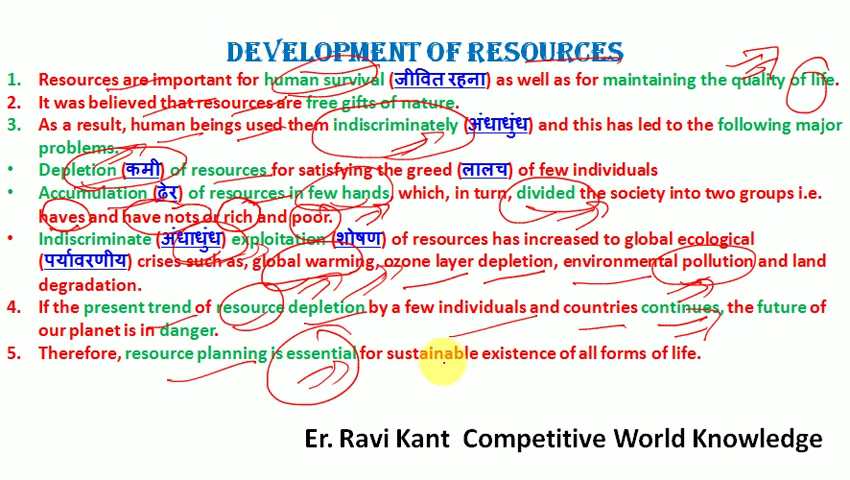 DEVELOPMENT OF RESOURCES
1. Resources are important for human survival (जीवित रहना) as well as for maintaining the quality of life.
2. It was believed that resources are free gifts of nature.
3. As a result, human beings used them indiscriminately (अंधाधुंध) and this has led to the following major
problems.
• Depletion (कमी) of resources for satisfying the greed (लालच) of few individuals
• Accumulation (ढेर) of resources in few hands, which, in turn, divided the society into two groups i.e.
haves and have nots or rich and poor.
• Indiscriminate (अंधाधुंध) exploitation (शोषण) of resources has increased to global ecological
(पर्यावरणीय) crises such as, global warming, ozone layer depletion, environmental pollution and land
degradation.
4. If the present trend of resource depletion by a few individuals and countries continues, the future of
our planet is in danger.
5. Therefore, resource planning is essential for sustainable existence of all forms of life.
Er. Ravi Kant Competitive World Knowledge